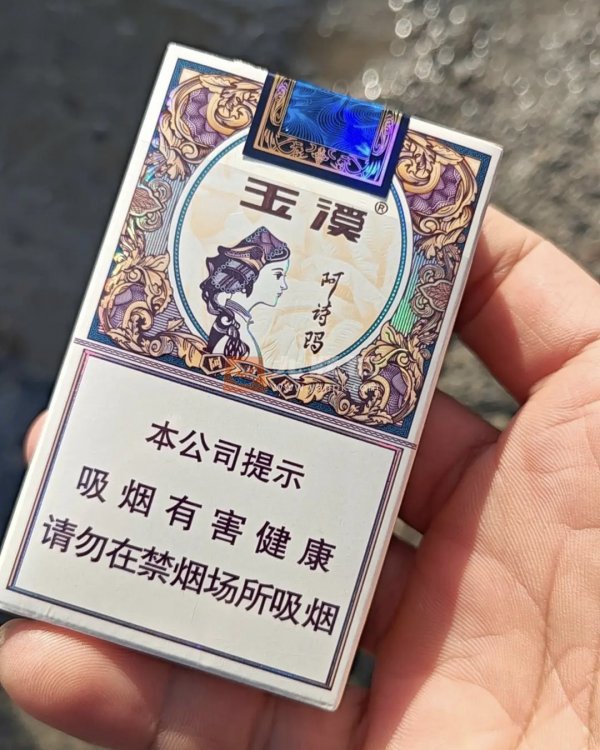 玉溪®
阿诗玛
本公司提示
吸烟有害健康
请勿在禁烟场所吸烟